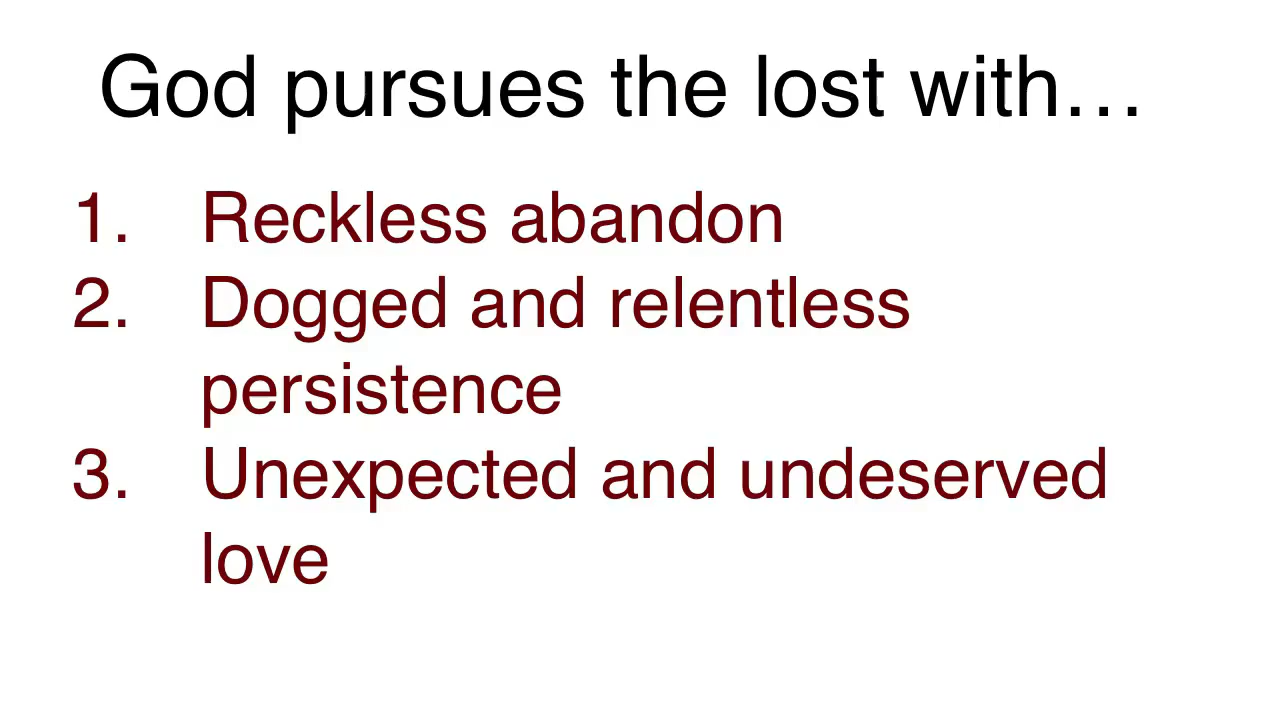 God pursues the lost with…
1. Reckless abandon
2. Dogged and relentless
persistence
3. Unexpected and undeserved
love